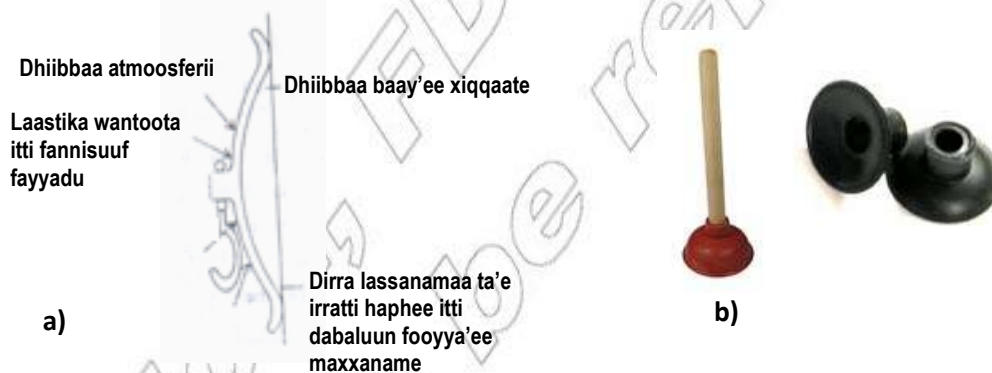 Dhiibbaa atmoosferii
Dhiibbaa baay'ee xiqqaate
Laastika wantoota
itti fannisuuf
fayyadu
Dirra lassanamaa ta'e
irratti haphee itti
dabaluun fooyya'ee
maxxaname
a)
b)